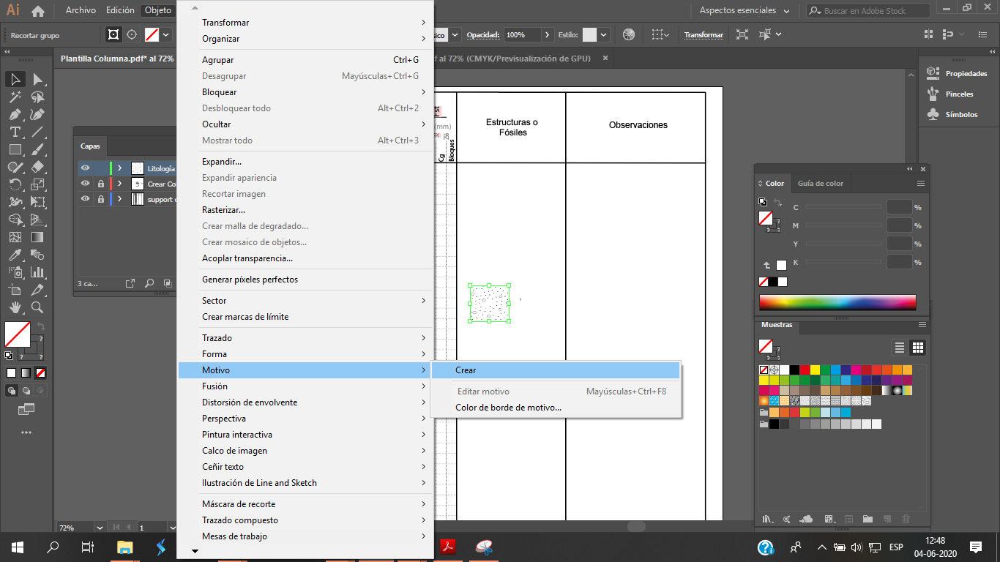 Ai
Archivo Edición Objeto
Aspectos esenciales
Buscar en Adobe Stock
Recortar grupo
Opacidad: 100% Estilo:
Transformar
Plantilla Columna.pdf* al 72%
f al 72% (CMYK/Previsualización de GPU)
Transformar
Organizar
Agrupar Ctrl+G
Desagrupar Mayúsculas+Ctrl+G
Bloquear
Desbloquear todo Alt+Ctrl+2
Ocultar
Mostrar todo Alt+Ctrl+3
Expandir...
Expandir apariencia
Recortar imagen
Rasterizar...
Crear malla de degradado...
Crear mosaico de objetos...
Acoplar transparencia...
Generar píxeles perfectos
Sector
Crear marcas de límite
Trazado
Forma
Motivo
Fusión
Distorsión de envolvente
Perspectiva
Pintura interactiva
Calco de imagen
Ceñir texto
Ilustración de Line and Sketch
Máscara de recorte
Trazado compuesto
Mesas de trabajo
Crear
Editar motivo Mayúsculas+Ctrl+F8
Color de borde de motivo...
Capas
Litología
Crear Co
support c
3 ca...
(mm)
Cg
Bloques
Estructuras o
Fósiles
Observaciones
Propiedades
Pinceles
Símbolos
Color Guía de color
C %
M %
Y %
K %
Muestras
72% 1
ESP
12:48
04-06-2020